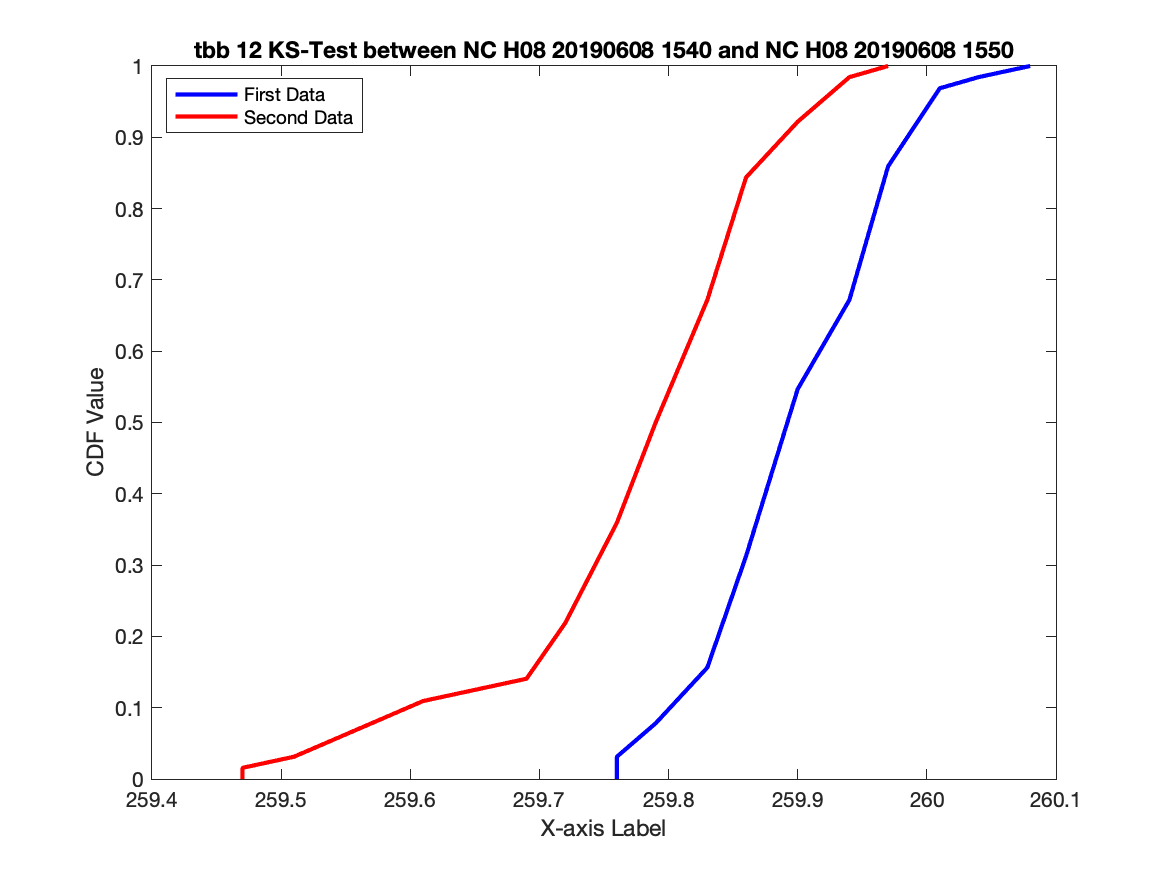 tbb 12 KS-Test between NC H08 20190608 1540 and NC H08 20190608 1550
First Data
Second Data
1
0.9
0.8
0.7
0.6
0.5
0.4
0.3
0.2
0.1
0
CDF Value
259.4 259.5 259.6 259.7 259.8 259.9 260 260.1
X-axis Label